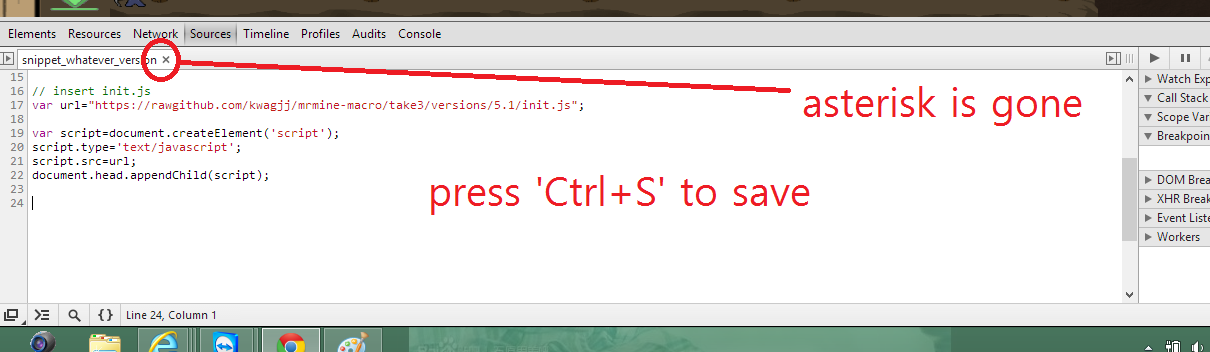 Elements Resources Network Sources Timeline Profiles Audits Console
snippet_whatever_version ×
15
16 // insert init.js
17 var url="https://rawgithub.com/kwagjj/mrmine-macro/take3/versions/5.1/init.js";
18
19 var script=document.createElement('script');
20 script.type='text/javascript';
21 script.src=url;
22 document.head.appendChild(script);
23
24
asterisk is gone
press 'Ctrl+S' to save
Watch Exp
Call Stack
Scope Var
Breakpoin
DOM Brea
XHR Break
Event Liste
Workers
{} Line 24, Column 1